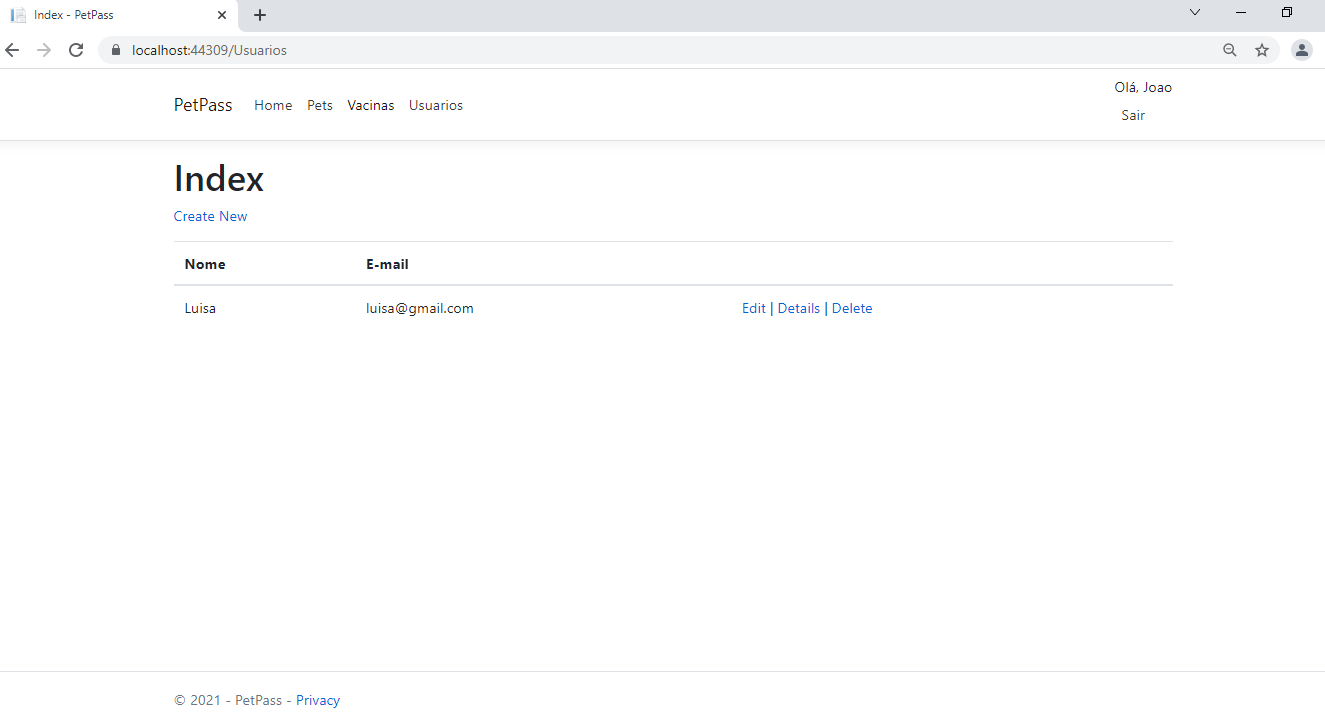 Index - PetPass
localhost:44309/Usuarios
PetPass Home Pets Vacinas Usuarios
Olá, Joao
Sair
Index
Create New
Nome E-mail
Luisa luisa@gmail.com Edit | Details | Delete
© 2021 - PetPass - Privacy